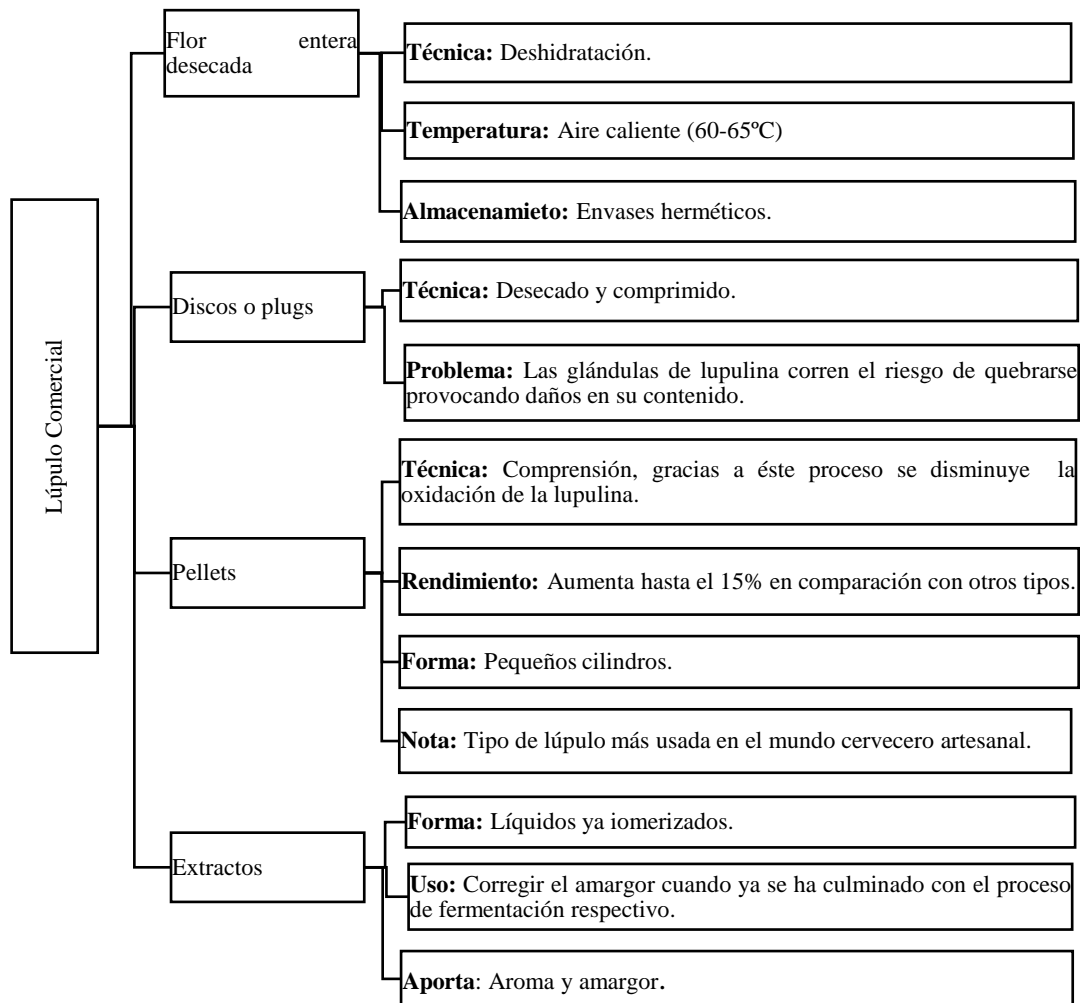 Lúpulo Comercial
Flor entera
desecada
Técnica: Deshidratación.
Temperatura: Aire caliente (60-65ºC)
Almacenamieto: Envases herméticos.
Discos o plugs
Técnica: Desecado y comprimido.
Problema: Las glándulas de lupulina corren el riesgo de quebrarse
provocando daños en su contenido.
Pellets
Técnica: Comprensión, gracias a éste proceso se disminuye la
oxidación de la lupulina.
Rendimiento: Aumenta hasta el 15% en comparación con otros tipos.
Forma: Pequeños cilindros.
Nota: Tipo de lúpulo más usada en el mundo cervecero artesanal.
Extractos
Forma: Líquidos ya iomerizados.
Uso: Corregir el amargor cuando ya se ha culminado con el proceso
de fermentación respectivo.
Aporta: Aroma y amargor.